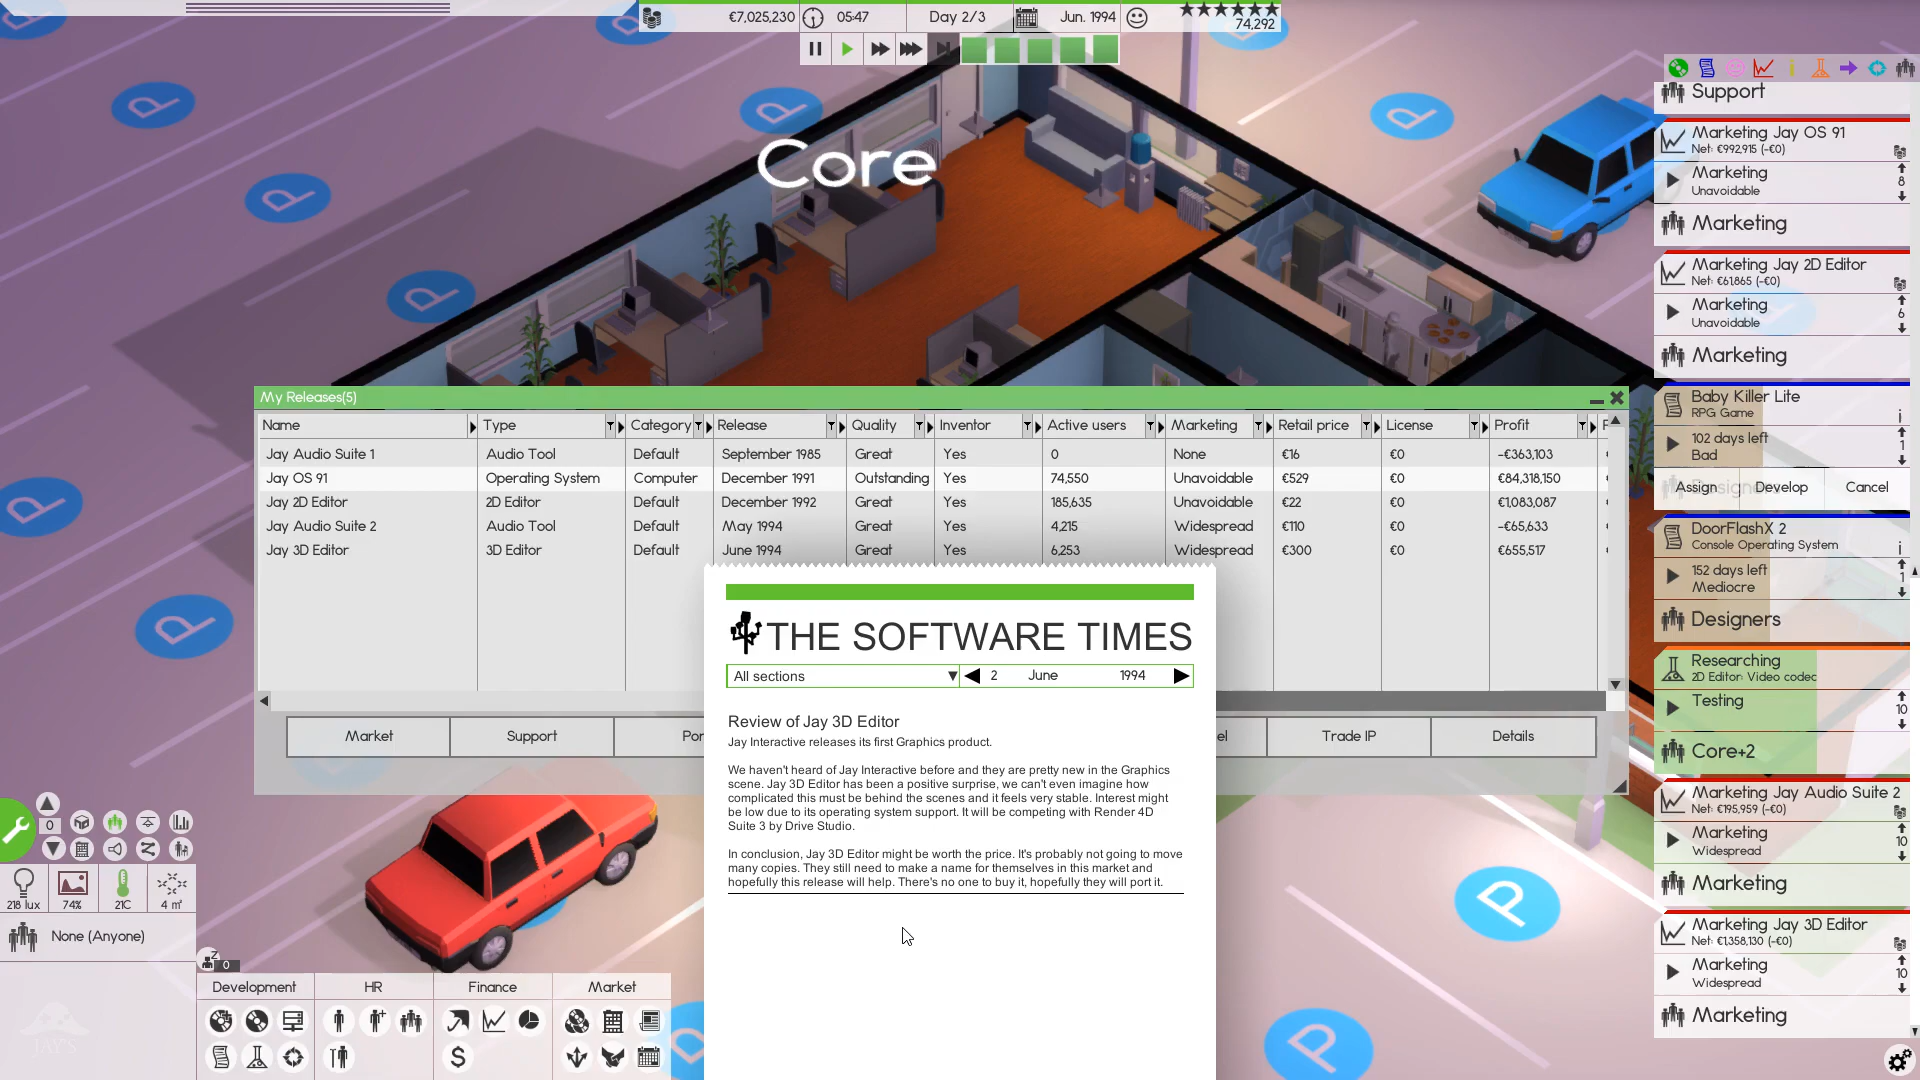 €7,025,230
05:47
Day 2/3
Jun. 1994
74,292
Core
Support
Marketing Jay OS 91
Net: €992,915 (-€0)
Marketing
Unavoidable
8
Marketing
Marketing Jay 2D Editor
Net: €61,865 (-€0)
Marketing
Unavoidable
6
Marketing
Baby Killer Lite
RPG Game
102 days left
Bad
1
Assign
Develop
Cancel
DoorFlashX 2
Console Operating System
152 days left
Mediocre
1
Designers
Researching
2D Editor: Video codec
Testing
10
Core+2
Marketing Jay Audio Suite 2
Net: €195,959 (-€0)
Marketing
Widespread
10
Marketing
Marketing Jay 3D Editor
Net: €1,358,130 (-€0)
Marketing
Widespread
10
Marketing
My Releases(5)
Name Type Category Release Quality Inventor Active users Marketing Retail price License Profit
Jay Audio Suite 1 Audio Tool Default September 1985 Great Yes 0 None €16 €0 -€363,103
Jay OS 91 Operating System Computer December 1991 Outstanding Yes 74,550 Unavoidable €529 €0 €84,318,150
Jay 2D Editor 2D Editor Default December 1992 Great Yes 185,635 Unavoidable €22 €0 €1,083,087
Jay Audio Suite 2 Audio Tool Default May 1994 Great Yes 4,215 Widespread €110 €0 -€65,633
Jay 3D Editor 3D Editor Default June 1994 Great Yes 6,253 Widespread €300 €0 €655,517
Market
Support
Trade IP
Details
THE SOFTWARE TIMES
All sections
2 June 1994
Review of Jay 3D Editor
Jay Interactive releases its first Graphics product.
We haven't heard of Jay Interactive before and they are pretty new in the Graphics
scene. Jay 3D Editor has been a positive surprise, we can't even imagine how
complicated this must be behind the scenes and it feels very stable. Interest might
be low due to its operating system support. It will be competing with Render 4D
Suite 3 by Drive Studio.
In conclusion, Jay 3D Editor might be worth the price. It's probably not going to move
many copies. They still need to make a name for themselves in this market and
hopefully this release will help. There's no one to buy it, hopefully they will port it.
0
218 lux
74%
21C
4 m²
None (Anyone)
0
Development
HR
Finance
Market
JAY'S